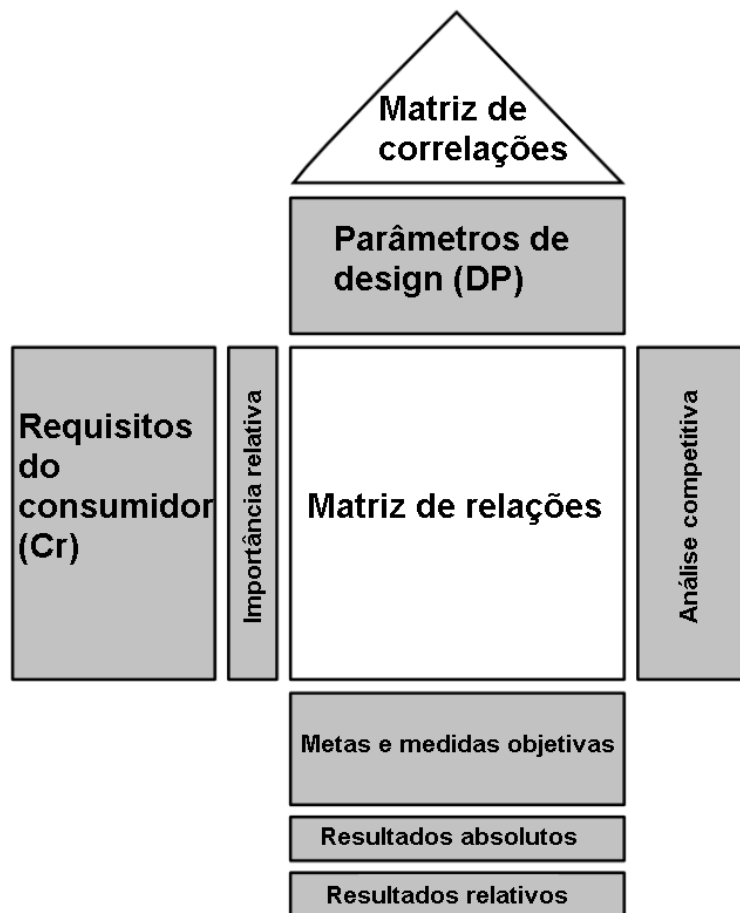 Matriz de
correlações
Parâmetros de
design (DP)
Requisitos
do
consumidor
(Cr)
Importância relativa
Matriz de relações
Análise competitiva
Metas e medidas objetivas
Resultados absolutos
Resultados relativos